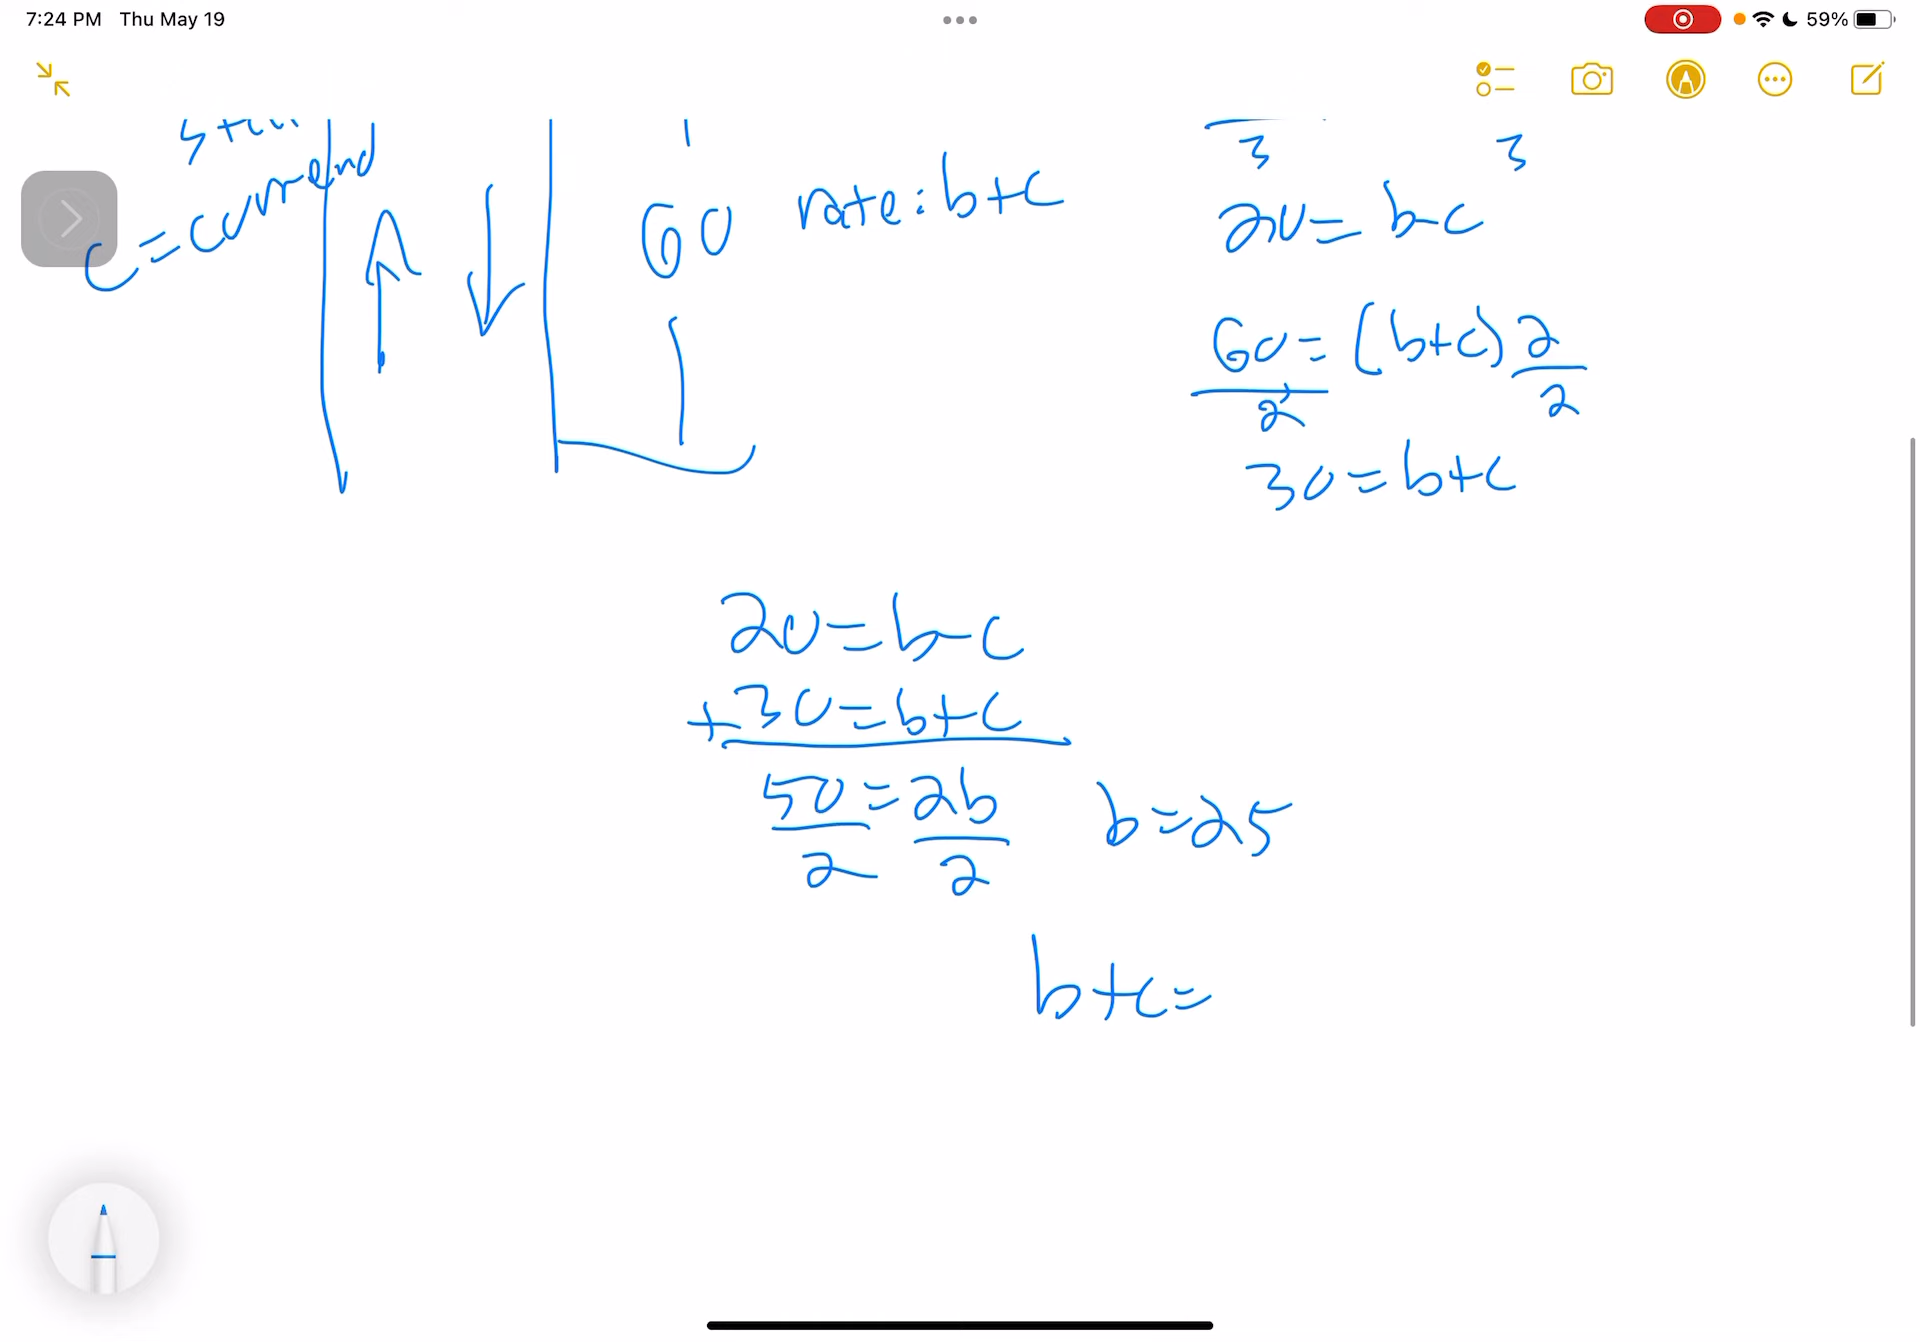 7:24 PM Thu May 19
59%
c=currend
60
rate: b+c
3 3
20=b-c
60=(b+c)2
2 2
30=b+c
20=b-c
+30=b+c
50=2b
2 2
b=25
b+c=